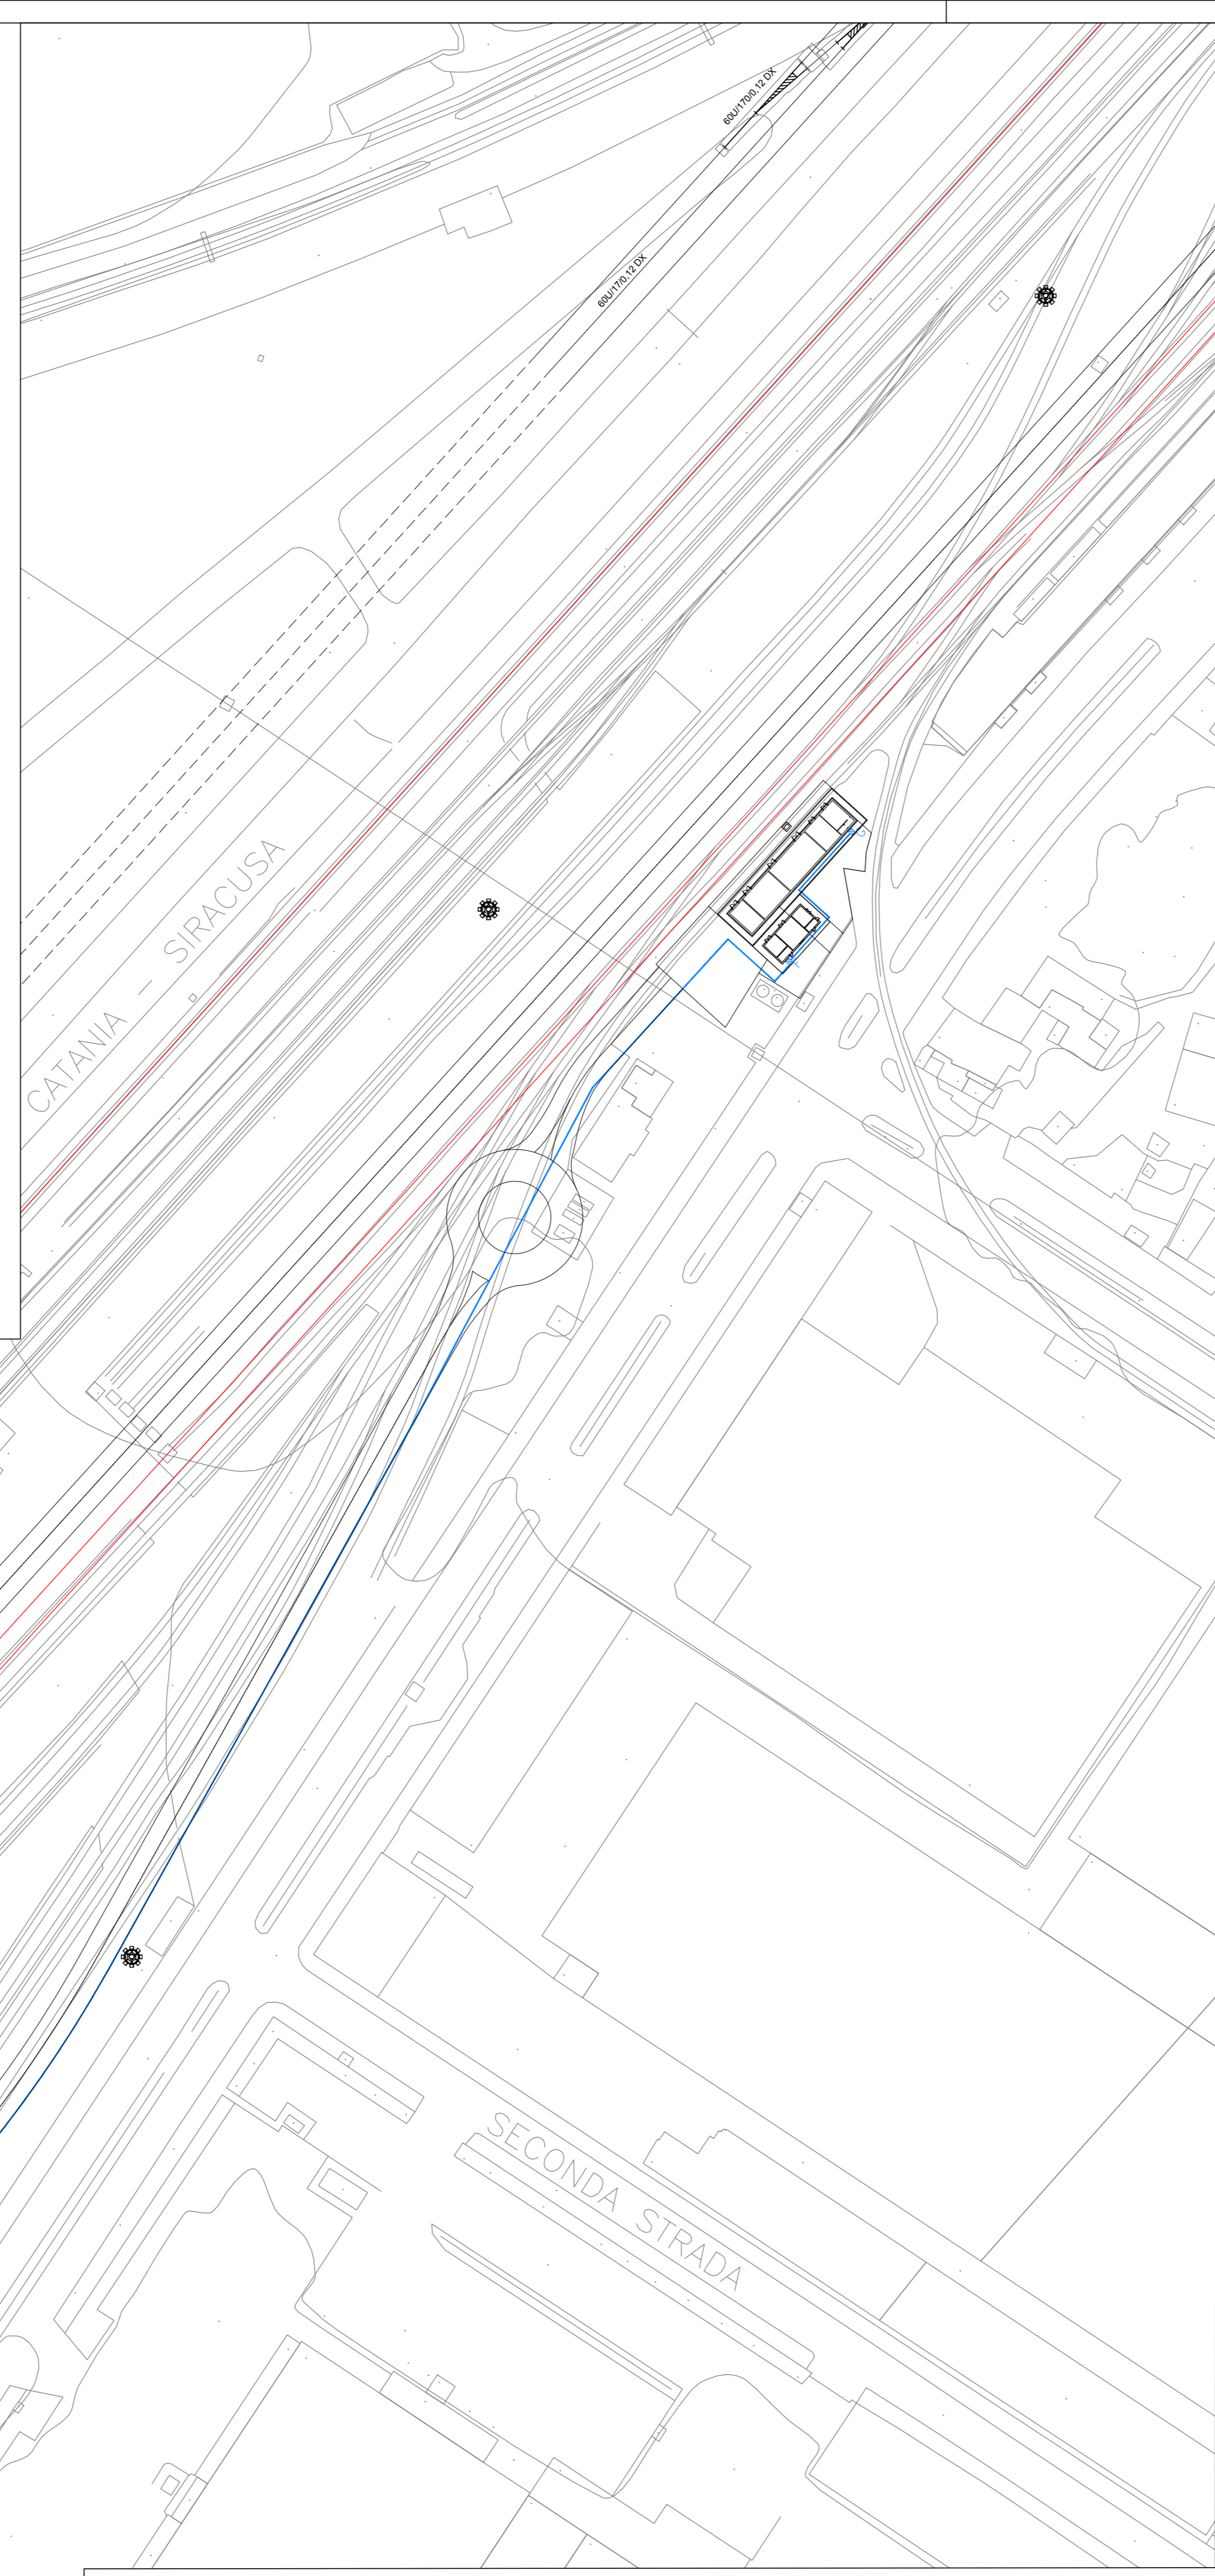 60U/170/0,12 DX
60U/17/0,12 DX
CATANIA SIRACUSA
SECONDA STRADA